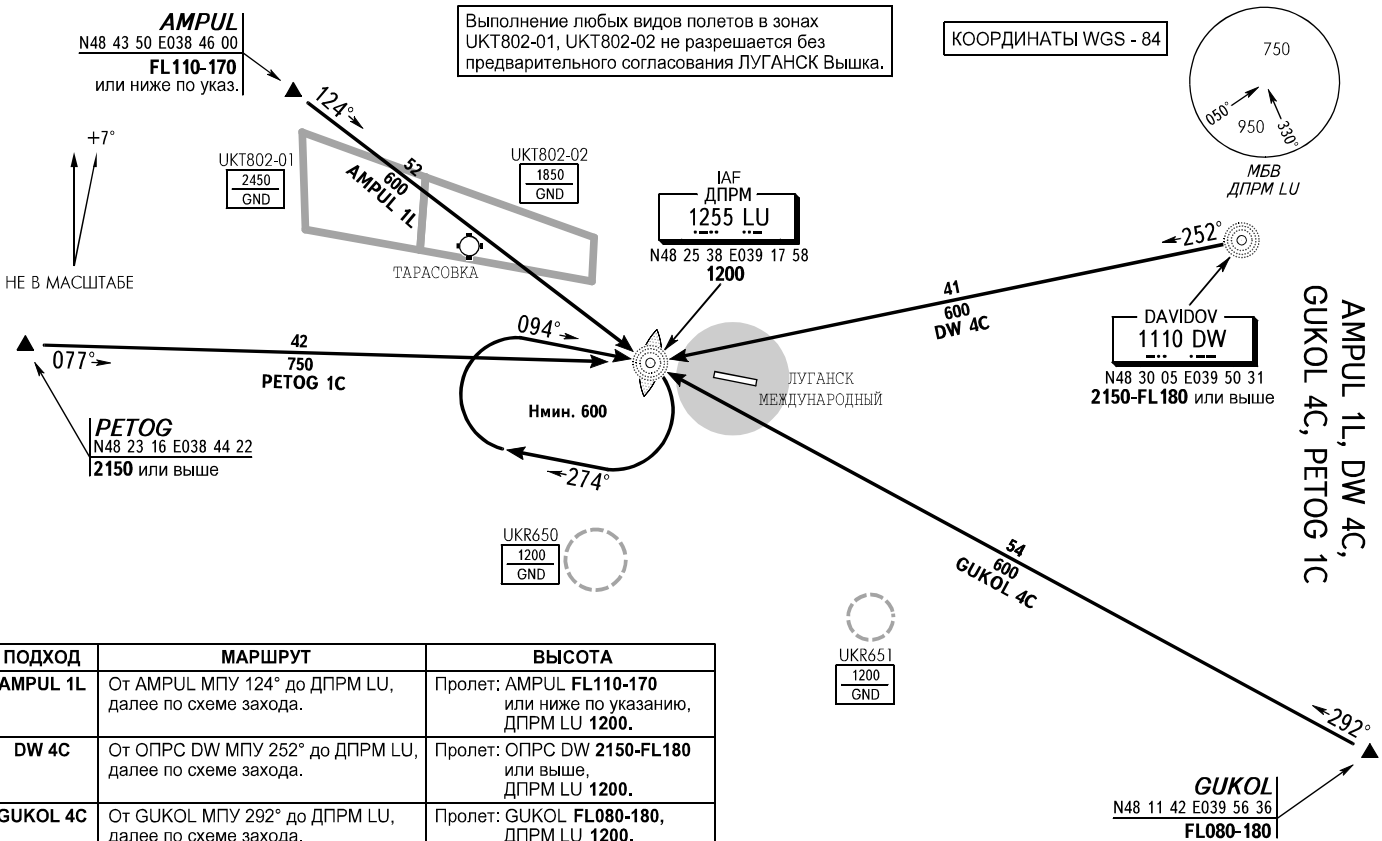 AMPUL
N48 43 50 E038 46 00
FL110-170
или ниже по указ.
Выполнение любых видов полетов в зонах
UKT802-01, UKT802-02 не разрешается без
предварительного согласования ЛУГАНСК Вышка.
КООРДИНАТЫ WGS - 84
750
050°
950
330°
МБВ
ДПРМ LU
+7°
НЕ В МАСШТАБЕ
124°
52
600
AMPUL 1L
UKT802-01
2450
GND
UKT802-02
1850
GND
ТАРАСОВКА
IAF
ДПРМ
1255 LU
N48 25 38 E039 17 58
1200
252°
41
600
DW 4C
DAVIDOV
1110 DW
N48 30 05 E039 50 31
2150-FL180 или выше
AMPUL 1L, DW 4C,
GUKOL 4C, PETOG 1C
077°
42
750
PETOG 1C
094°
Hмин. 600
274°
ЛУГАНСК
МЕЖДУНАРОДНЫЙ
PETOG
N48 23 16 E038 44 22
2150 или выше
UKR650
1200
GND
54
600
GUKOL 4C
UKR651
1200
GND
292°
GUKOL
N48 11 42 E039 56 36
FL080-180
ПОДХОД МАРШРУТ ВЫСОТА
AMPUL 1L От AMPUL МПУ 124° до ДПРМ LU, Пролет: AMPUL FL110-170
далее по схеме захода. или ниже по указанию,
ДПРМ LU 1200.
DW 4C От ОПРС DW МПУ 252° до ДПРМ LU, Пролет: ОПРС DW 2150-FL180
далее по схеме захода. или выше,
ДПРМ LU 1200.
GUKOL 4C От GUKOL МПУ 292° до ДПРМ LU, Пролет: GUKOL FL080-180,
далее по схеме захода. ДПРМ LU 1200.